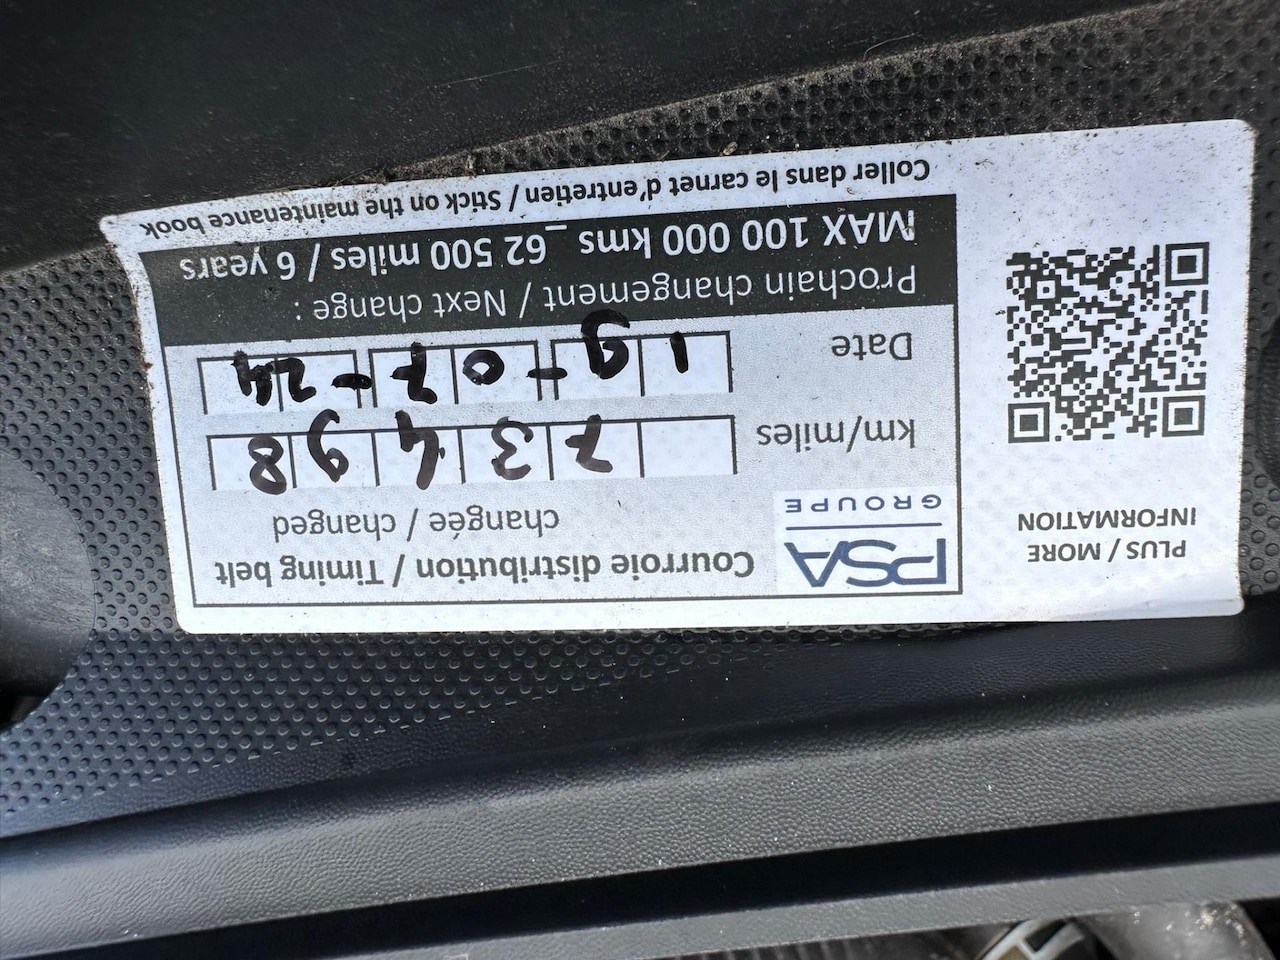 PLUS / MORE
INFORMATION
PSA
GROUPE
Courroie distribution / Timing belt
changée / changed
km/miles 73468
Date 19-07-24
Prochain changement / Next change :
MAX 100 000 kms _62 500 miles / 6 years
Coller dans le carnet d'entretien / Stick on the maintenance book